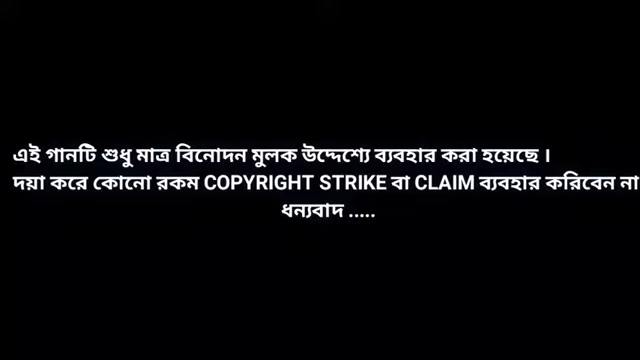 এই গানটি শুধু মাত্র বিনোদন মুলক উদ্দেশ্যে ব্যবহার করা হয়েছে ।
দয়া করে কোনো রকম COPYRIGHT STRIKE বা CLAIM ব্যবহার করিবেন না
ধন্যবাদ .....